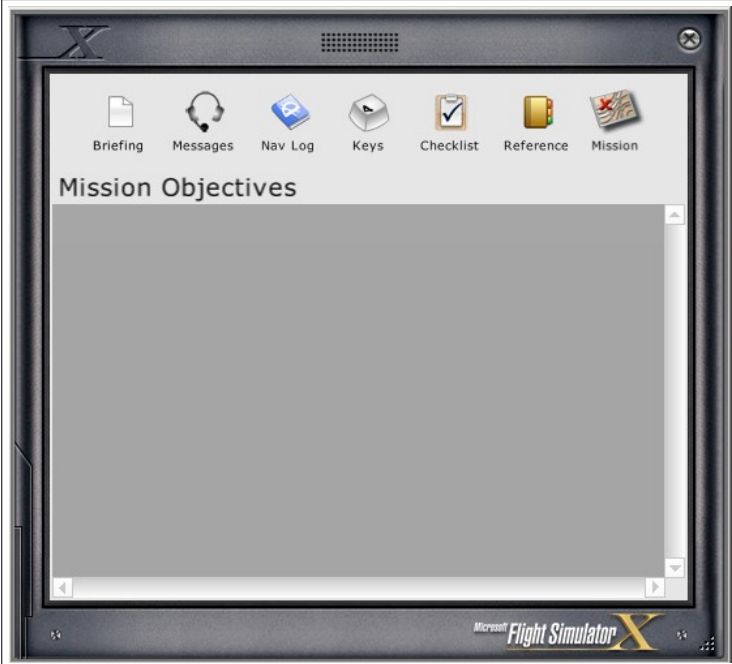 X
Briefing Messages Nav Log Keys Checklist Reference Mission
Mission Objectives
Microsoft Flight Simulator X